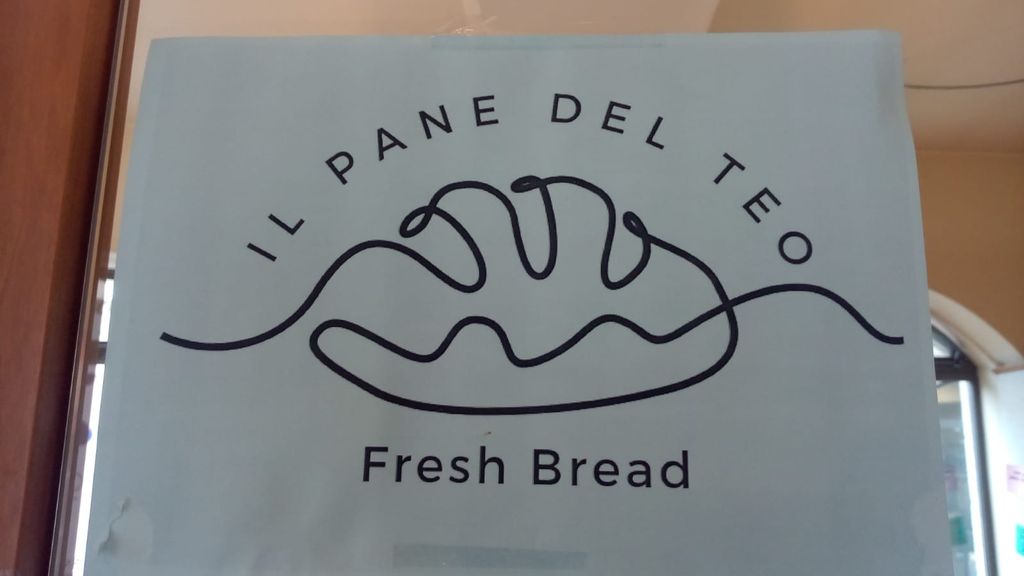 IL PANE DEL TEO
Fresh Bread